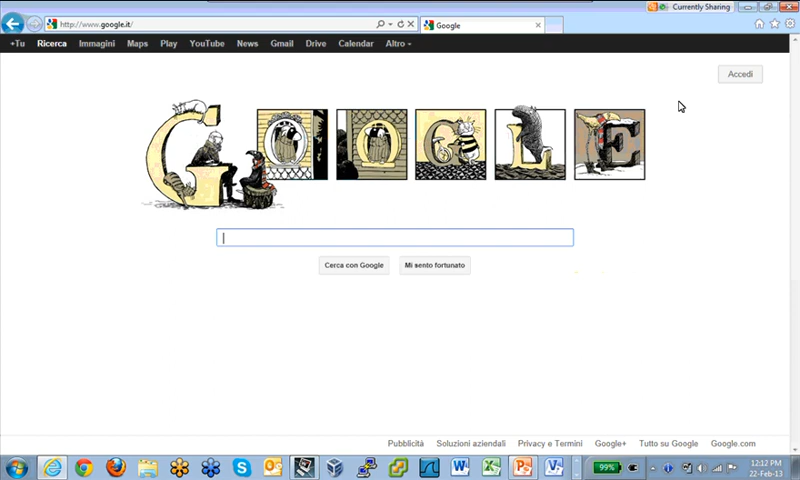 Currently Sharing
http://www.google.it/
Google
+Tu Ricerca Immagini Maps Play YouTube News Gmail Drive Calendar Altro
Accedi
GOOGLE
Cerca con Google Mi sento fortunato
Pubblicità Soluzioni aziendali Privacy e Termini Google+ Tutto su Google Google.com
99%
12:12 PM
22-Feb-13